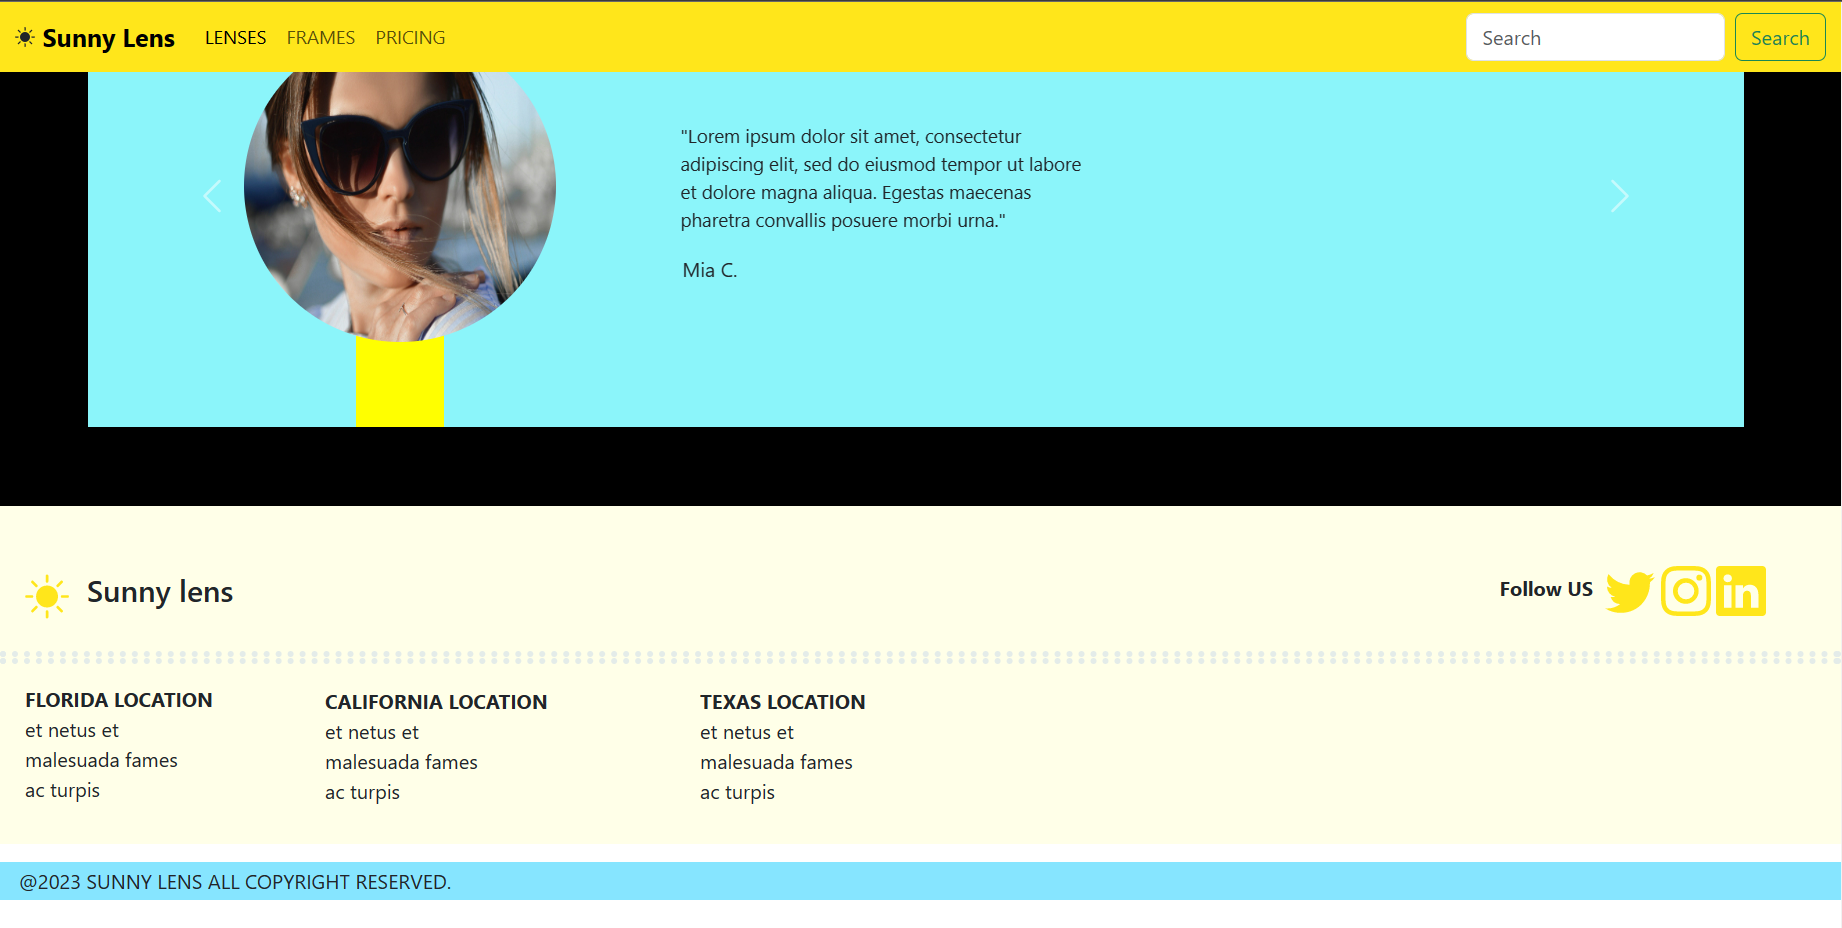 Sunny Lens LENSES FRAMES PRICING Search Search
"Lorem ipsum dolor sit amet, consectetur
adipiscing elit, sed do eiusmod tempor ut labore
et dolore magna aliqua. Egestas maecenas
pharetra convallis posuere morbi urna."
Mia C.
Sunny lens
Follow US
FLORIDA LOCATION
et netus et
malesuada fames
ac turpis
CALIFORNIA LOCATION
et netus et
malesuada fames
ac turpis
TEXAS LOCATION
et netus et
malesuada fames
ac turpis
@2023 SUNNY LENS ALL COPYRIGHT RESERVED.